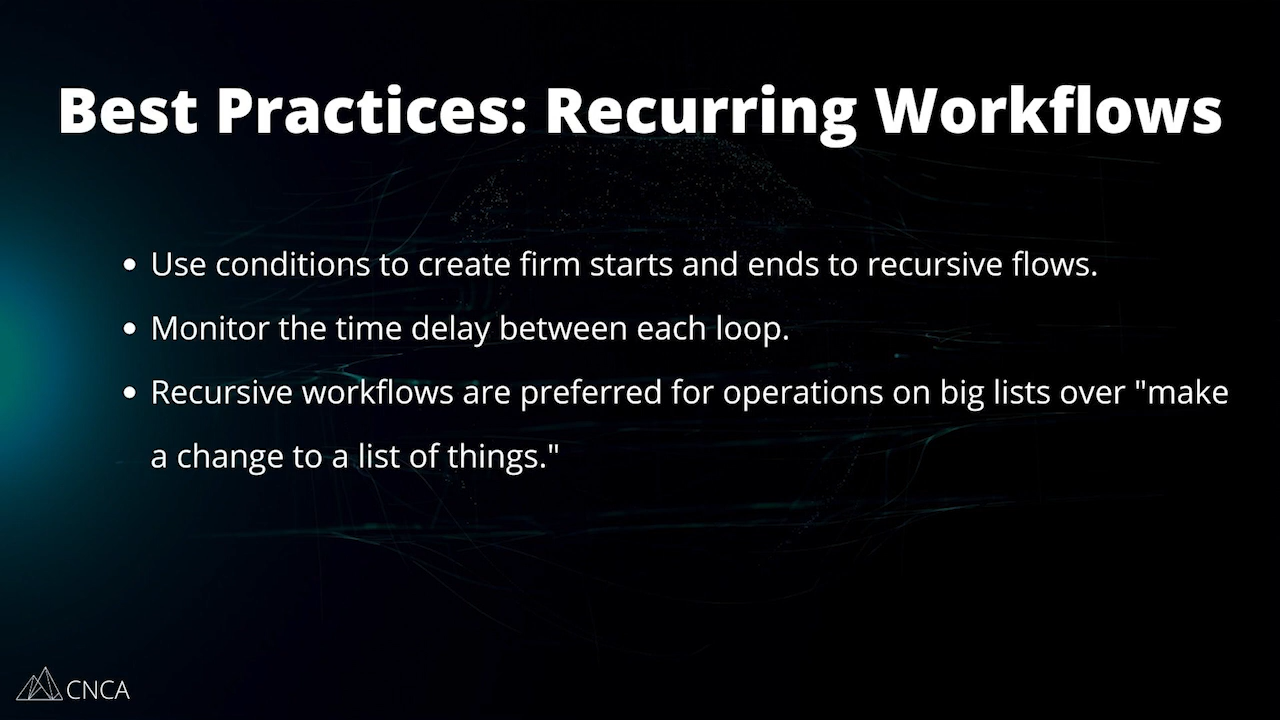 Best Practices: Recurring Workflows
• Use conditions to create firm starts and ends to recursive flows.
• Monitor the time delay between each loop.
• Recursive workflows are preferred for operations on big lists over "make
a change to a list of things."
CNCA